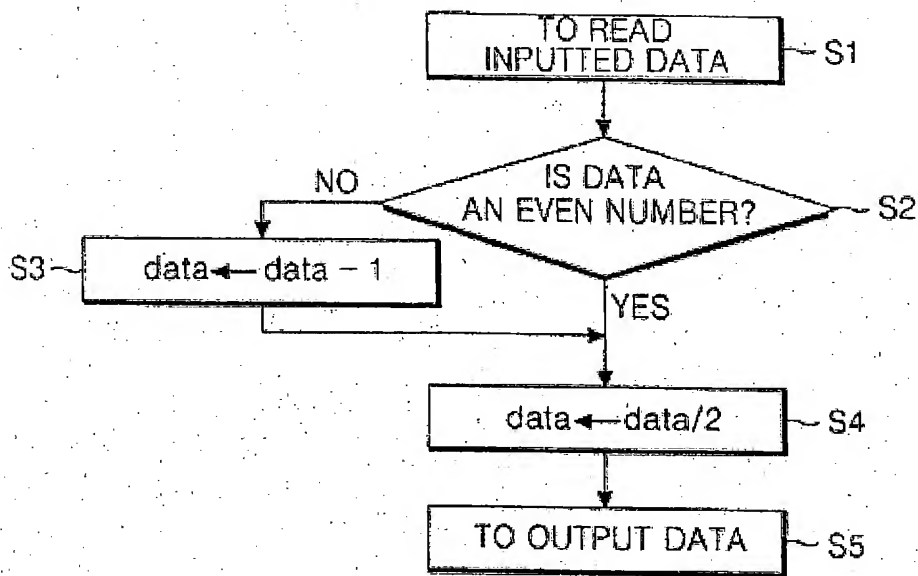 TO READ
INPUTTED DATA
S1
IS DATA
AN EVEN NUMBER?
S2
NO
S3
data ← data - 1
YES
data ← data/2
S4
TO OUTPUT DATA
S5